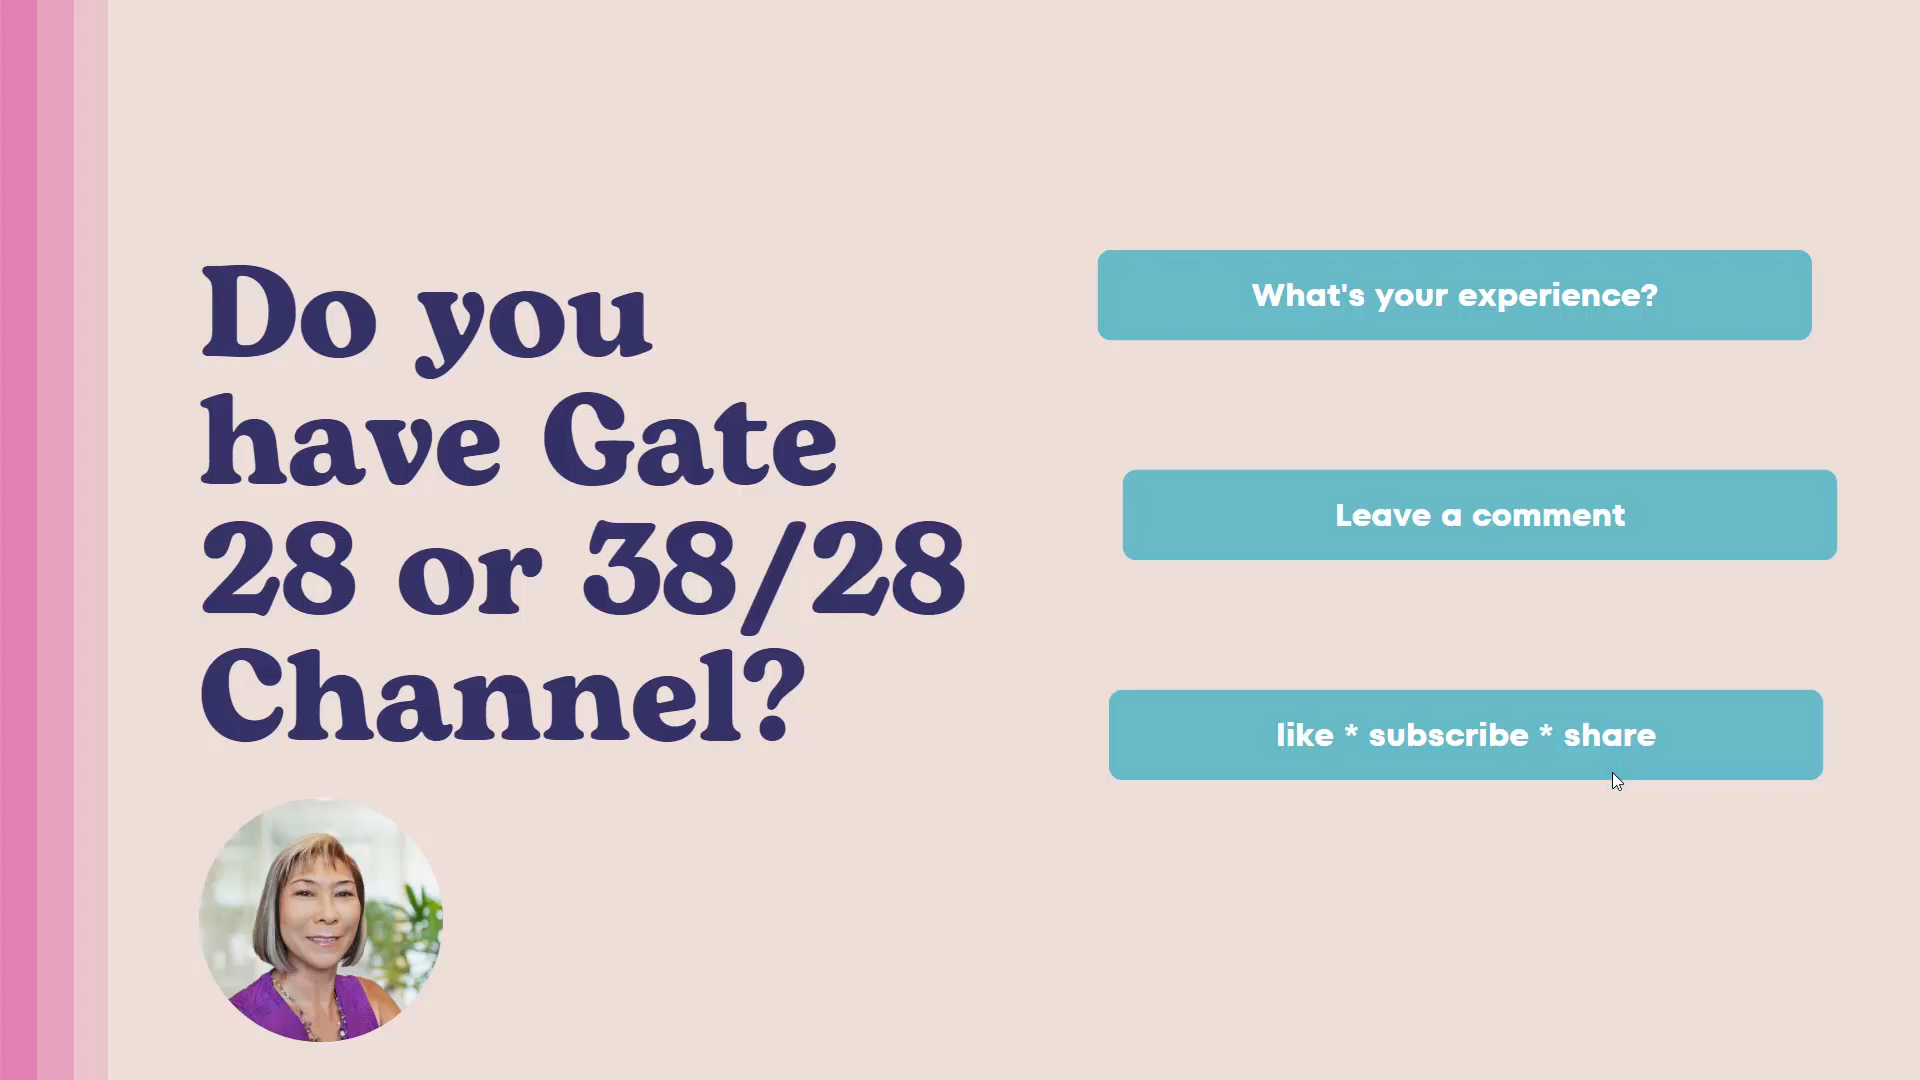 Do you
have Gate
28 or 38/28
Channel?
What's your experience?
Leave a comment
like * subscribe * share